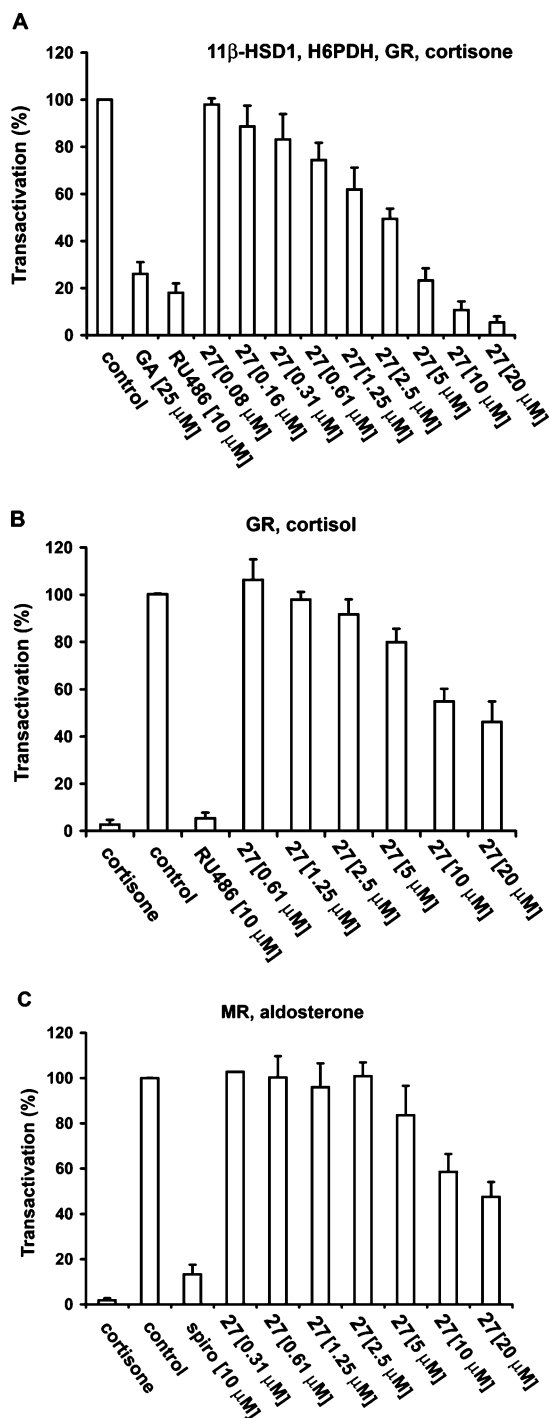 A
11β-HSD1, H6PDH, GR, cortisone
Transactivation (%)
120
100
80
60
40
20
0
control
GA [25 μM]
RU486 [10 μM]
27[0.08 μM]
27[0.16 μM]
27[0.31 μM]
27[0.61 μM]
27[1.25 μM]
27[2.5 μM]
27[5 μM]
27[10 μM]
27[20 μM]
B
GR, cortisol
Transactivation (%)
120
100
80
60
40
20
0
cortisone
control
RU486 [10 μM]
27[0.61 μM]
27[1.25 μM]
27[2.5 μM]
27[5 μM]
27[10 μM]
27[20 μM]
C
MR, aldosterone
Transactivation (%)
120
100
80
60
40
20
0
cortisone
control
spiro [10 μM]
27[0.31 μM]
27[0.61 μM]
27[1.25 μM]
27[2.5 μM]
27[5 μM]
27[10 μM]
27[20 μM]